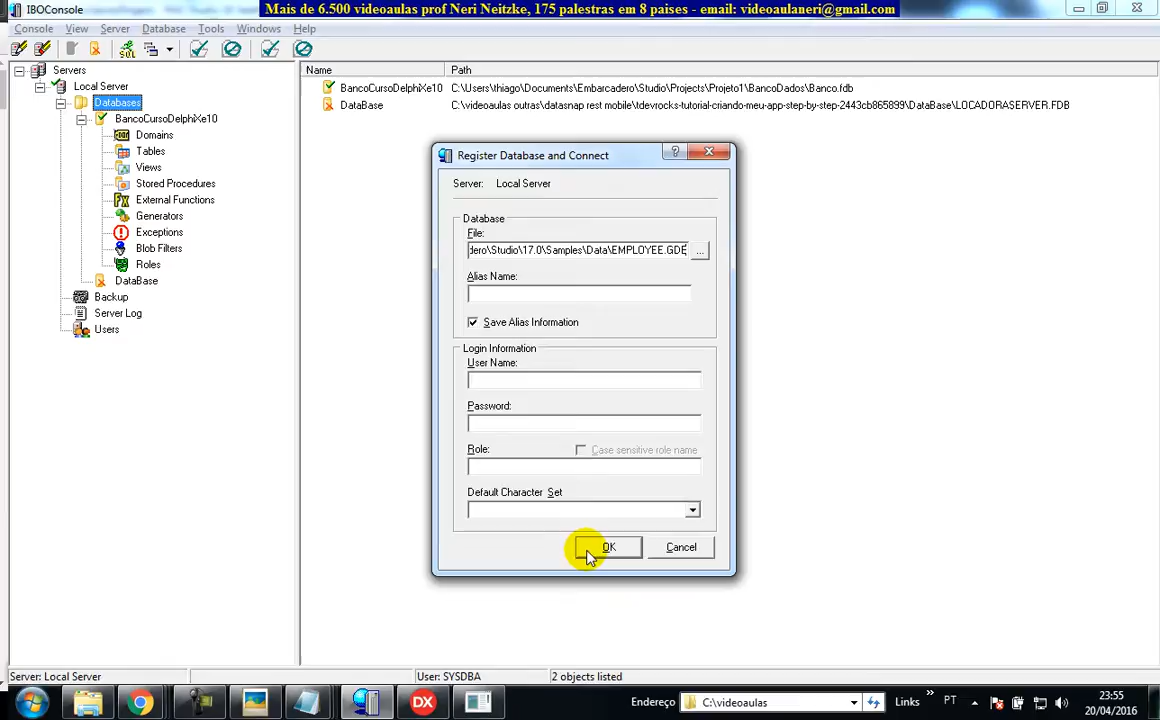 IBOConsole
Mais de 6.500 videoaulas prof Neri Neitzke, 175 palestras em 8 paises - email: videoaulaneri@gmail.com
Console View Server Database Tools Windows Help
Servers
Local Server
Databases
BancoCursoDelphiXe10
Domains
Tables
Views
Stored Procedures
External Functions
Generators
Exceptions
Blob Filters
Roles
DataBase
Backup
Server Log
Users
Name Path
BancoCursoDelphiXe10 C:\Users\thiago\Documents\Embarcadero\Studio\Projects\Projeto1\BancoDados\Banco.fdb
DataBase C:\videoaulas outras\datasnap rest mobile\tdevrocks-tutorial-criando-meu-app-step-by-step-2443cb865899\DataBase\LOCADORASERVER.FDB
Register Database and Connect
Server: Local Server
Database
File:
dero\Studio\17.0\Samples\Data\EMPLOYEE.GDE
...
Alias Name:
Save Alias Information
Login Information
User Name:
Password:
Role:
Case sensitive role name
Default Character Set
OK Cancel
Server: Local Server User: SYSDBA 2 objects listed
DX
Endereço C:\videoaulas Links PT
23:55
20/04/2016